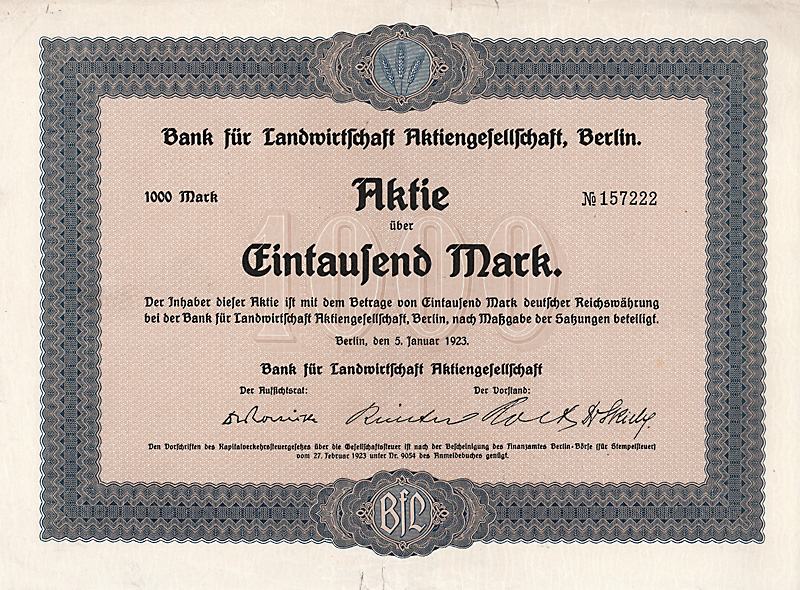 Bank für Landwirtschaft Aktiengesellschaft, Berlin.
1000 Mark
Aktie
№ 157222
über
1000
Eintausend Mark.
Der Inhaber dieser Aktie ist mit dem Betrage von Eintausend Mark deutscher Reichswährung
bei der Bank für Landwirtschaft Aktiengesellschaft, Berlin, nach Maßgabe der Satzungen beteiligt.
Berlin, den 5. Januar 1923.
Bank für Landwirtschaft Aktiengesellschaft
Der Aufsichtsrat:
Der Vorstand:
Den Vorschriften des Kapitalverkehrsteuergesetzes über die Gesellschaftsteuer ist nach der Bescheinigung des Finanzamtes Berlin-Börse (für Stempelsteuer)
vom 27. Februar 1923 unter Nr. 9054 des Anmeldebuches genügt.
BfL